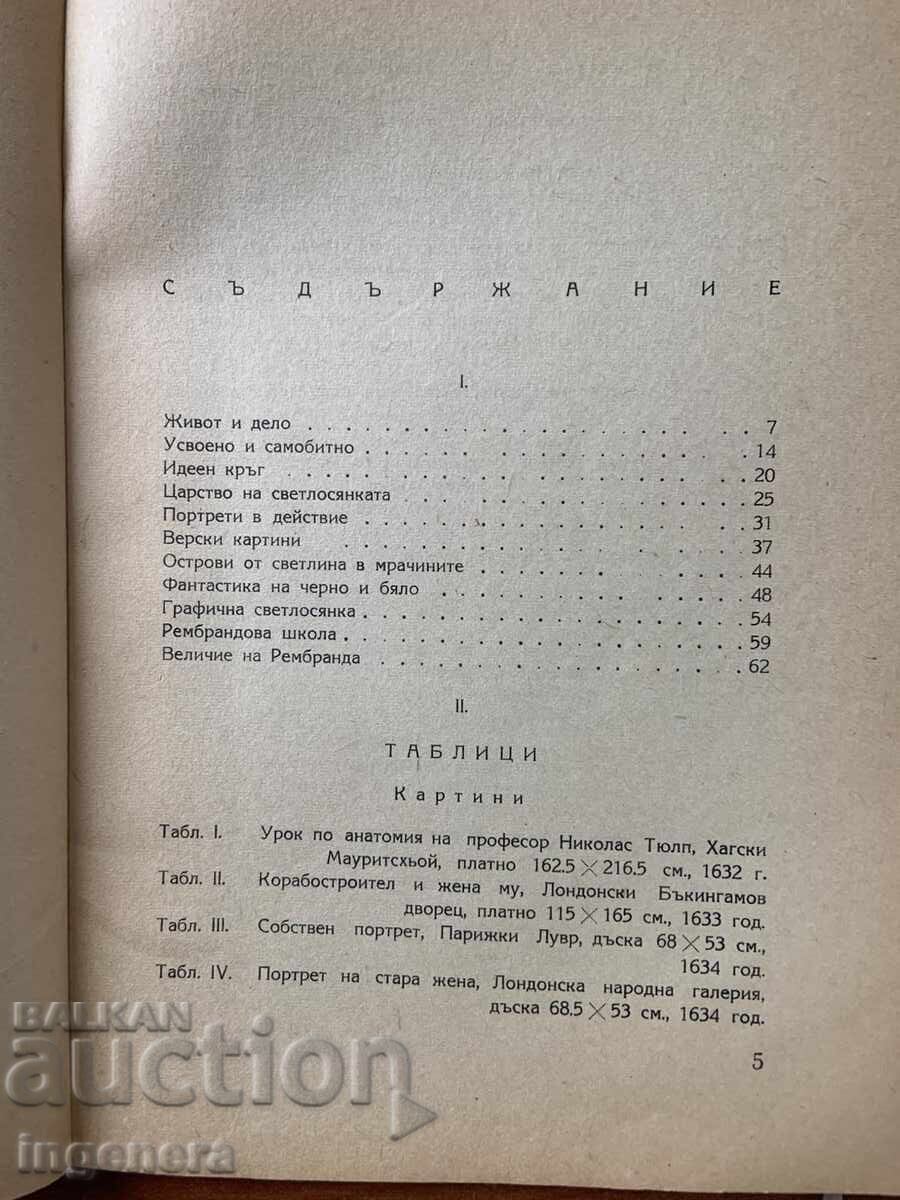 СЪДЪРЖАНИЕ
I.
Живот и дело . . . . . . . . . . . . . . . . . . . . 7
Усвоено и самобитно . . . . . . . . . . . . . . . . 14
Идеен кръг . . . . . . . . . . . . . . . . . . . . 20
Царство на светлосянката . . . . . . . . . . . . . . 25
Портрети в действие . . . . . . . . . . . . . . . . 31
Верски картини . . . . . . . . . . . . . . . . . . 37
Острови от светлина в мрачините . . . . . . . . . . 44
Фантастика на черно и бяло . . . . . . . . . . . . . 48
Графична светлосянка . . . . . . . . . . . . . . . . 54
Рембрандова школа . . . . . . . . . . . . . . . . . 59
Величие на Рембранда . . . . . . . . . . . . . . . . 62
II.
ТАБЛИЦИ
Картини
Табл. I. Урок по анатомия на професор Николас Тюлп, Хагски
Мауритсхьой, платно 162.5 × 216.5 см., 1632 г.
Табл. II. Корабостроител и жена му, Лондонски Бъкингамов
дворец, платно 115 × 165 см., 1633 год.
Табл. III. Собствен портрет, Парижки Лувр, дъска 68 × 53 см.,
1634 год.
Табл. IV. Портрет на стара жена, Лондонска народна галерия,
дъска 68.5 × 53 см., 1634 год.
5
BALKAN
auction
ingenera